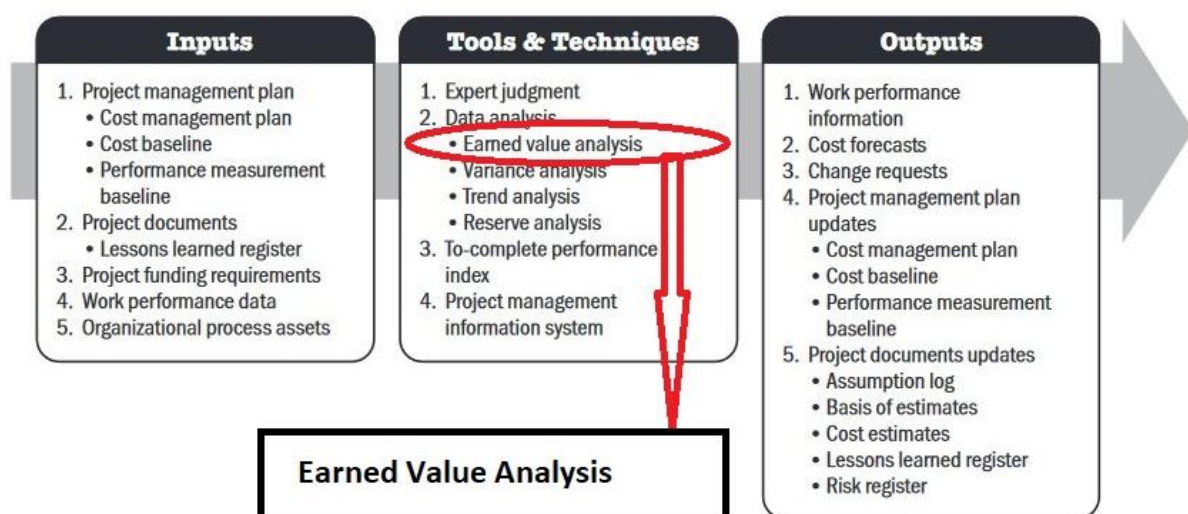 Inputs
1. Project management plan
• Cost management plan
• Cost baseline
• Performance measurement
baseline
2. Project documents
• Lessons learned register
3. Project funding requirements
4. Work performance data
5. Organizational process assets
Tools & Techniques
1. Expert judgment
2. Data analysis
• Earned value analysis
• Variance analysis
• Trend analysis
• Reserve analysis
3. To-complete performance
index
4. Project management
information system
Outputs
1. Work performance
information
2. Cost forecasts
3. Change requests
4. Project management plan
updates
• Cost management plan
• Cost baseline
• Performance measurement
baseline
5. Project documents updates
• Assumption log
• Basis of estimates
• Cost estimates
• Lessons learned register
• Risk register
Earned Value Analysis